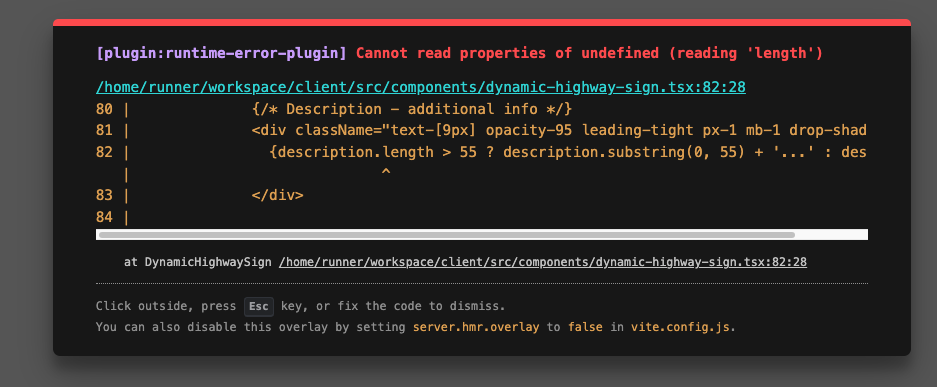 [plugin:runtime-error-plugin] Cannot read properties of undefined (reading 'length')
/home/runner/workspace/client/src/components/dynamic-highway-sign.tsx:82:28
80 |              {/* Description - additional info */}
81 |              <div className="text-[9px] opacity-95 leading-tight px-1 mb-1 drop-shad
82 |                {description.length > 55 ? description.substring(0, 55) + '...' : des
   |                            ^
83 |              </div>
84 |
at DynamicHighwaySign /home/runner/workspace/client/src/components/dynamic-highway-sign.tsx:82:28
Click outside, press Esc key, or fix the code to dismiss.
You can also disable this overlay by setting server.hmr.overlay to false in vite.config.js.